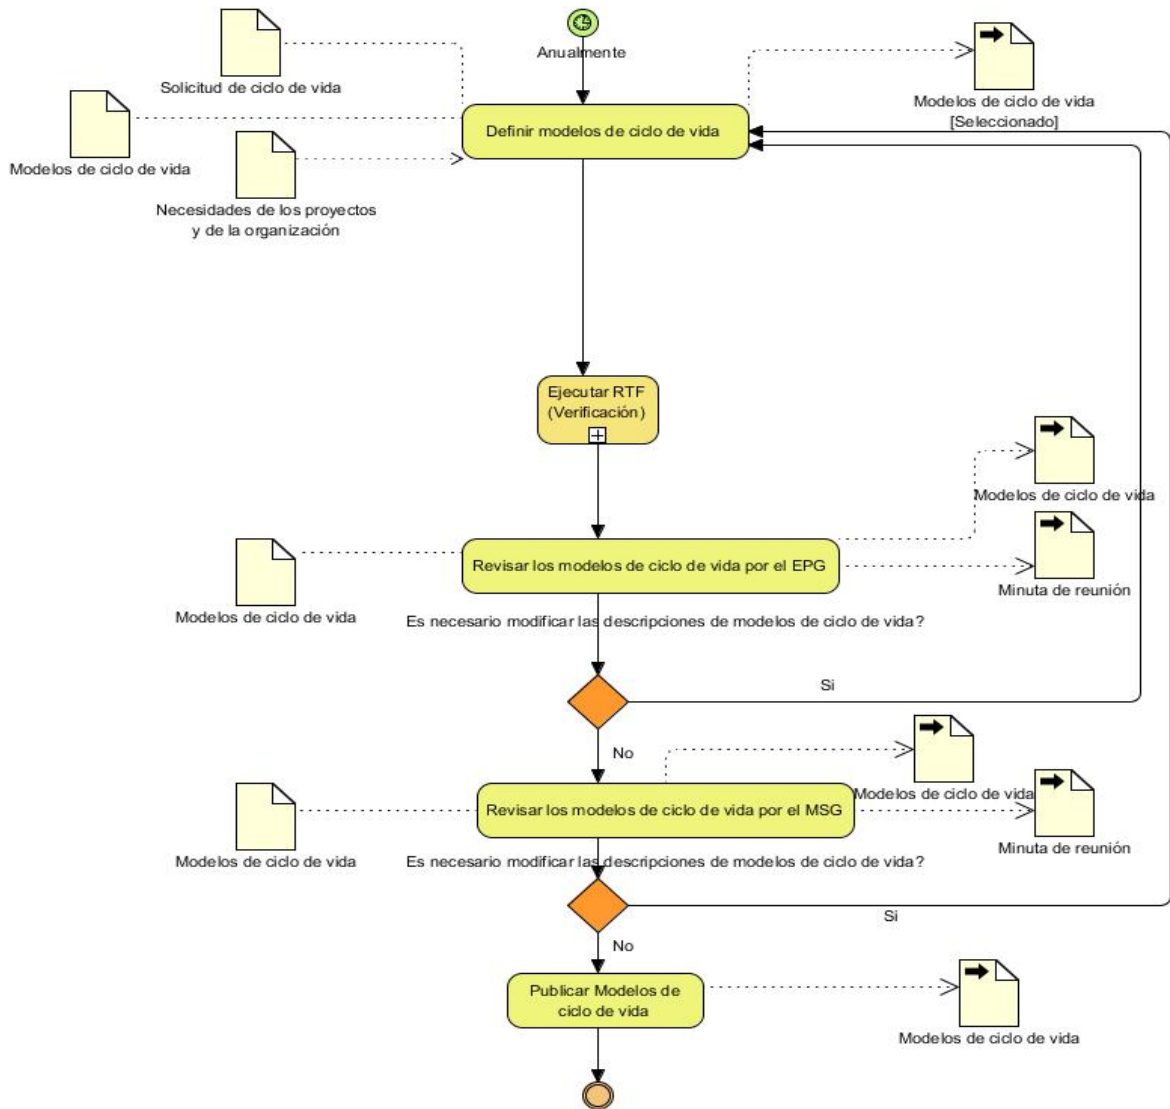 Anualmente
Solicitud de ciclo de vida
Modelos de ciclo de vida
[Seleccionado]
Definir modelos de ciclo de vida
Modelos de ciclo de vida
Necesidades de los proyectos
y de la organización
Ejecutar RTF
(Verificación)
Modelos de ciclo de vida
Revisar los modelos de ciclo de vida por el EPG
Minuta de reunión
Modelos de ciclo de vida
Es necesario modificar las descripciones de modelos de ciclo de vida?
Si
No
Modelos de ciclo de vida
Revisar los modelos de ciclo de vida por el MSG
Minuta de reunión
Modelos de ciclo de vida
Es necesario modificar las descripciones de modelos de ciclo de vida?
Si
No
Publicar Modelos de
ciclo de vida
Modelos de ciclo de vida